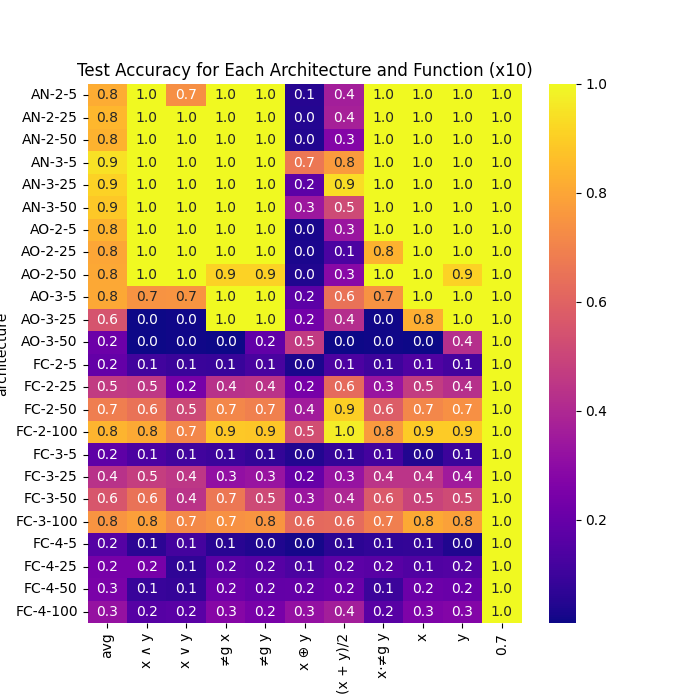 Test Accuracy for Each Architecture and Function (x10)
architecture
AN-2-5 0.8 1.0 0.7 1.0 1.0 0.1 0.4 1.0 1.0 1.0 1.0
AN-2-25 0.8 1.0 1.0 1.0 1.0 0.0 0.4 1.0 1.0 1.0 1.0
AN-2-50 0.8 1.0 1.0 1.0 1.0 0.0 0.3 1.0 1.0 1.0 1.0
AN-3-5 0.9 1.0 1.0 1.0 1.0 0.7 0.8 1.0 1.0 1.0 1.0
AN-3-25 0.9 1.0 1.0 1.0 1.0 0.2 0.9 1.0 1.0 1.0 1.0
AN-3-50 0.9 1.0 1.0 1.0 1.0 0.3 0.5 1.0 1.0 1.0 1.0
AO-2-5 0.8 1.0 1.0 1.0 1.0 0.0 0.3 1.0 1.0 1.0 1.0
AO-2-25 0.8 1.0 1.0 1.0 1.0 0.0 0.1 0.8 1.0 1.0 1.0
AO-2-50 0.8 1.0 1.0 0.9 0.9 0.0 0.3 1.0 1.0 0.9 1.0
AO-3-5 0.8 0.7 0.7 1.0 1.0 0.2 0.6 0.7 1.0 1.0 1.0
AO-3-25 0.6 0.0 0.0 1.0 1.0 0.2 0.4 0.0 0.8 1.0 1.0
AO-3-50 0.2 0.0 0.0 0.0 0.2 0.5 0.0 0.0 0.0 0.4 1.0
FC-2-5 0.2 0.1 0.1 0.1 0.1 0.0 0.1 0.1 0.1 0.1 1.0
FC-2-25 0.5 0.5 0.2 0.4 0.4 0.2 0.6 0.3 0.5 0.4 1.0
FC-2-50 0.7 0.6 0.5 0.7 0.7 0.4 0.9 0.6 0.7 0.7 1.0
FC-2-100 0.8 0.8 0.7 0.9 0.9 0.5 1.0 0.8 0.9 0.9 1.0
FC-3-5 0.2 0.1 0.1 0.1 0.1 0.0 0.1 0.1 0.0 0.1 1.0
FC-3-25 0.4 0.5 0.4 0.3 0.3 0.2 0.3 0.4 0.4 0.4 1.0
FC-3-50 0.6 0.6 0.4 0.7 0.5 0.3 0.4 0.6 0.5 0.5 1.0
FC-3-100 0.8 0.8 0.7 0.7 0.8 0.6 0.6 0.7 0.8 0.8 1.0
FC-4-5 0.2 0.1 0.1 0.1 0.0 0.0 0.1 0.1 0.1 0.0 1.0
FC-4-25 0.2 0.2 0.1 0.2 0.2 0.1 0.2 0.2 0.1 0.2 1.0
FC-4-50 0.3 0.1 0.1 0.2 0.2 0.2 0.2 0.1 0.2 0.2 1.0
FC-4-100 0.3 0.2 0.2 0.3 0.2 0.3 0.4 0.2 0.3 0.3 1.0
avg
x ∧ y
x ∨ y
≠g x
≠g y
x ⊕ y
(x + y)/2
x·≠g y
x
y
0.7
1.0
0.8
0.6
0.4
0.2